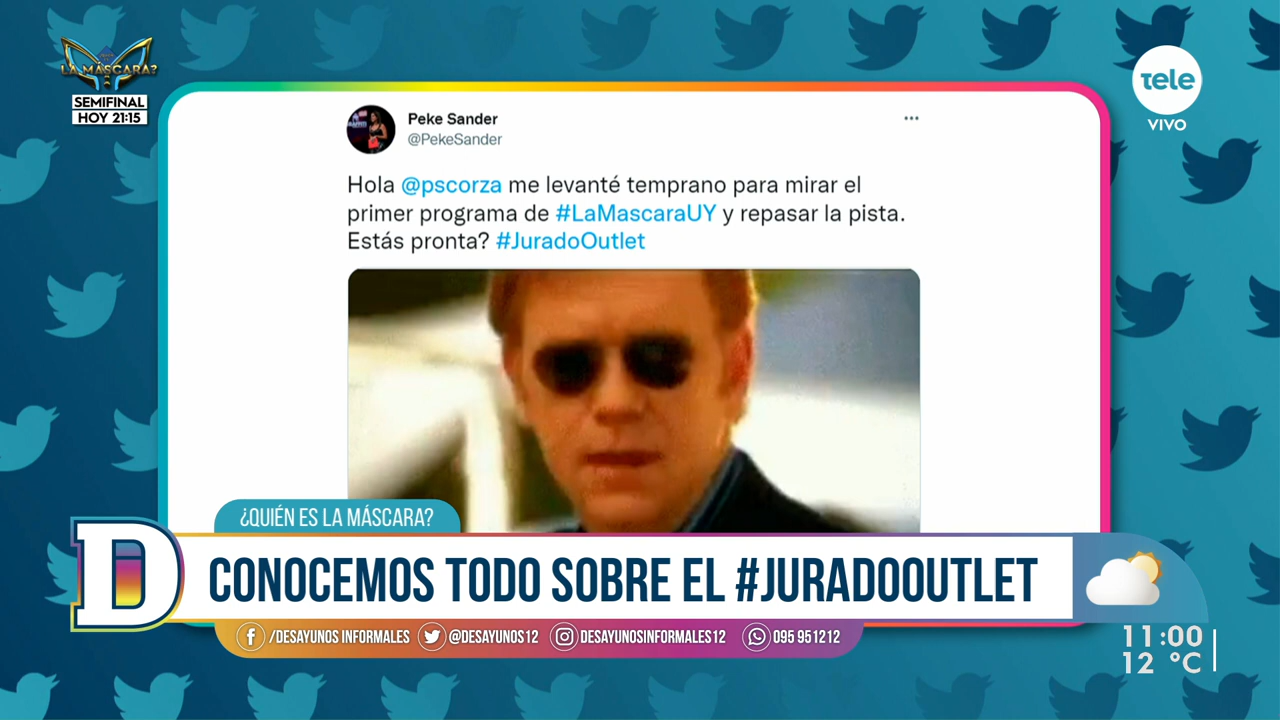 ¿QUIÉN ES
LA MÁSCARA?
SEMIFINAL
HOY 21:15
tele
VIVO
Peke Sander
@PekeSander
Hola @pscorza me levanté temprano para mirar el
primer programa de #LaMascaraUY y repasar la pista.
Estás pronta? #JuradoOutlet
¿QUIÉN ES LA MÁSCARA?
D
CONOCEMOS TODO SOBRE EL #JURADOOUTLET
/DESAYUNOS INFORMALES @DESAYUNOS12 DESAYUNOSINFORMALES12 095 951212
11:00
12 °C